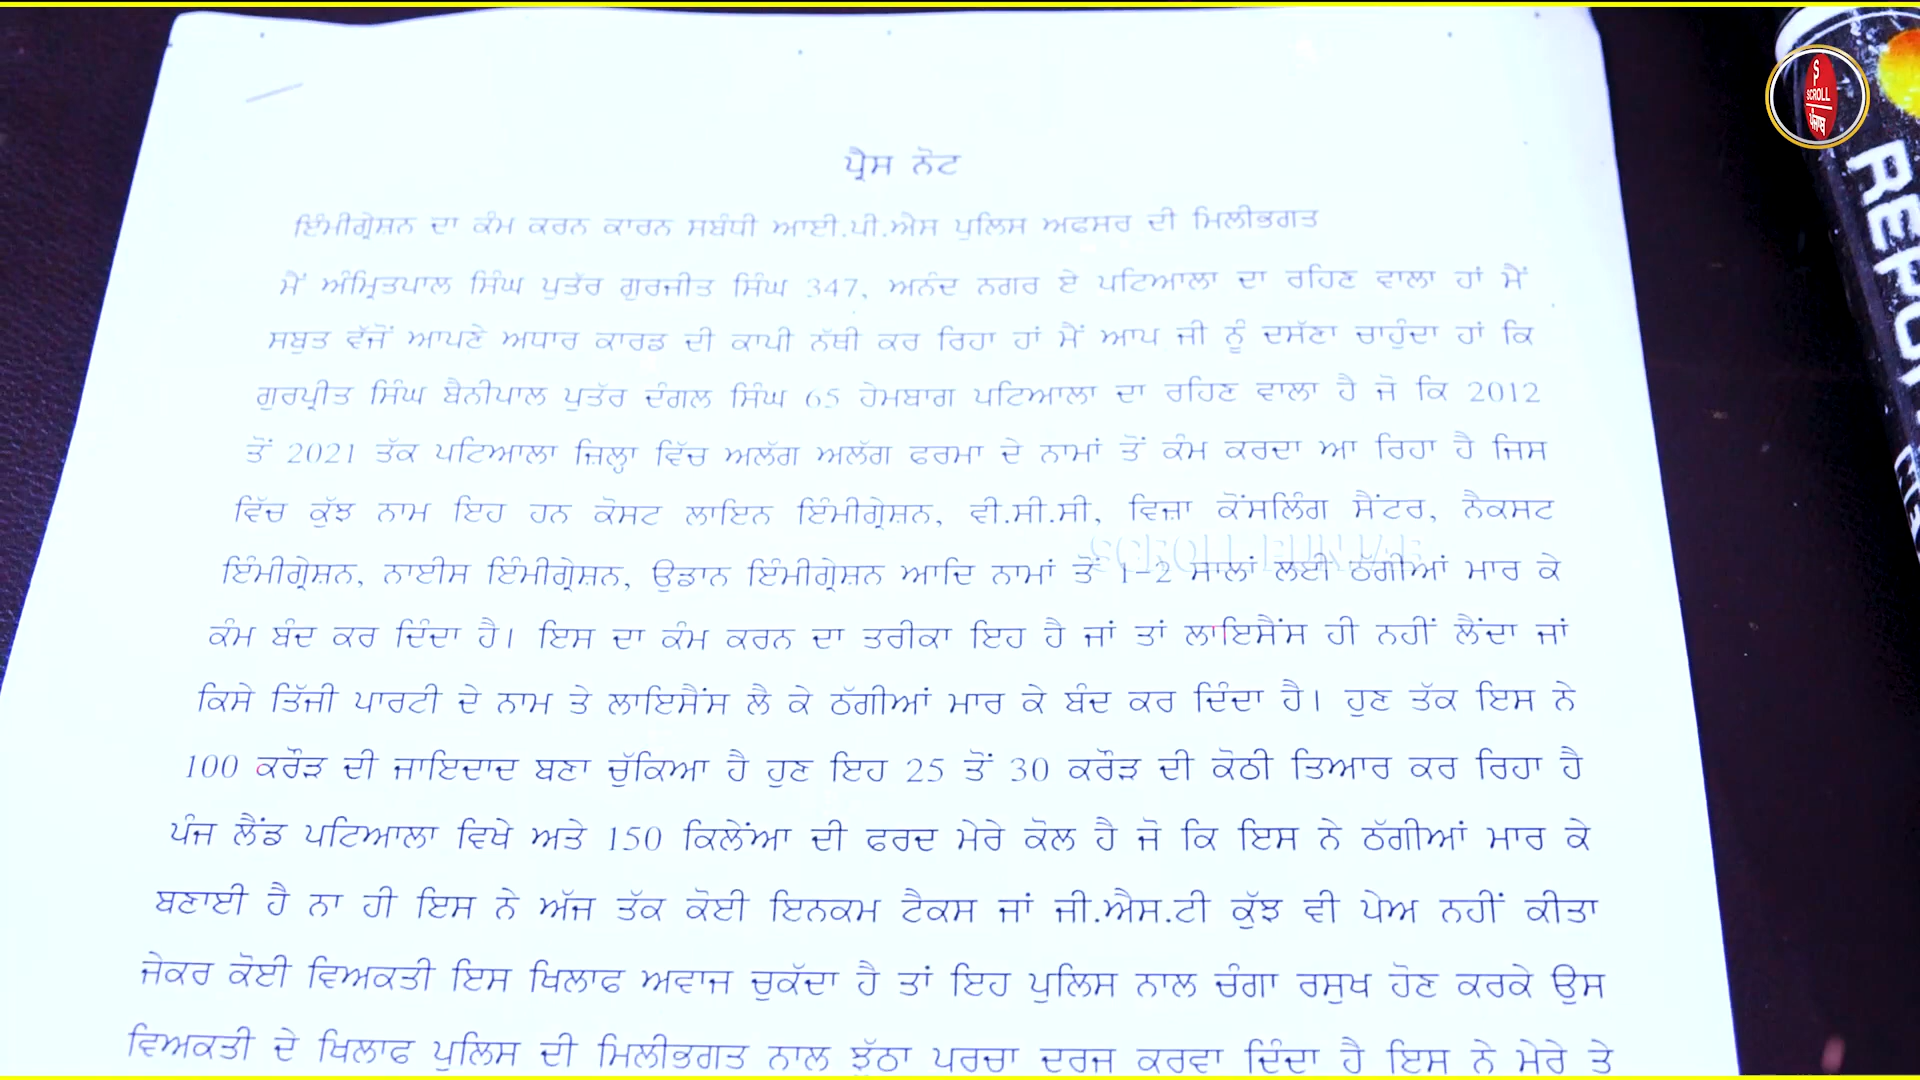 ਪ੍ਰੈਸ ਨੋਟ
ਇੰਮੀਗ੍ਰੇਸ਼ਨ ਦਾ ਕੰਮ ਕਰਨ ਕਾਰਨ ਸਬੰਧੀ ਆਈ.ਪੀ.ਐਸ ਪੁਲਿਸ ਅਫਸਰ ਦੀ ਮਿਲੀਭਗਤ
ਮੈਂ ਅੰਮ੍ਰਿਤਪਾਲ ਸਿੰਘ ਪੁਤੱਰ ਗੁਰਜੀਤ ਸਿੰਘ 347, ਅਨੰਦ ਨਗਰ ਏ ਪਟਿਆਲਾ ਦਾ ਰਹਿਣ ਵਾਲਾ ਹਾਂ ਮੈਂ
ਸਬੂਤ ਵੱਜੋਂ ਆਪਣੇ ਅਧਾਰ ਕਾਰਡ ਦੀ ਕਾਪੀ ਨੱਥੀ ਕਰ ਰਿਹਾ ਹਾਂ ਮੈਂ ਆਪ ਜੀ ਨੂੰ ਦਸੱਣਾ ਚਾਹੁੰਦਾ ਹਾਂ ਕਿ
ਗੁਰਪ੍ਰੀਤ ਸਿੰਘ ਬੈਨੀਪਾਲ ਪੁਤੱਰ ਦੰਗਲ ਸਿੰਘ 65 ਹੇਮਬਾਗ ਪਟਿਆਲਾ ਦਾ ਰਹਿਣ ਵਾਲਾ ਹੈ ਜੋ ਕਿ 2012
ਤੋਂ 2021 ਤੱਕ ਪਟਿਆਲਾ ਜ਼ਿਲ੍ਹਾ ਵਿੱਚ ਅਲੱਗ ਅਲੱਗ ਫਰਮਾ ਦੇ ਨਾਮਾਂ ਤੋਂ ਕੰਮ ਕਰਦਾ ਆ ਰਿਹਾ ਹੈ ਜਿਸ
ਵਿੱਚ ਕੁੱਝ ਨਾਮ ਇਹ ਹਨ ਕੋਸਟ ਲਾਇਨ ਇੰਮੀਗ੍ਰੇਸ਼ਨ, ਵੀ.ਸੀ.ਸੀ, ਵਿਜ਼ਾ ਕੋਂਸਲਿੰਗ ਸੈਂਟਰ, ਨੈਕਸਟ
ਇੰਮੀਗ੍ਰੇਸ਼ਨ, ਨਾਈਸ ਇੰਮੀਗ੍ਰੇਸ਼ਨ, ਉਡਾਨ ਇੰਮੀਗ੍ਰੇਸ਼ਨ ਆਦਿ ਨਾਮਾਂ ਤੋਂ 1-2 ਸਾਲਾਂ ਲਈ ਠੱਗੀਆਂ ਮਾਰ ਕੇ
ਕੰਮ ਬੰਦ ਕਰ ਦਿੰਦਾ ਹੈ। ਇਸ ਦਾ ਕੰਮ ਕਰਨ ਦਾ ਤਰੀਕਾ ਇਹ ਹੈ ਜਾਂ ਤਾਂ ਲਾਇਸੈਂਸ ਹੀ ਨਹੀਂ ਲੈਂਦਾ ਜਾਂ
ਕਿਸੇ ਤਿੱਜੀ ਪਾਰਟੀ ਦੇ ਨਾਮ ਤੇ ਲਾਇਸੈਂਸ ਲੈ ਕੇ ਠੱਗੀਆਂ ਮਾਰ ਕੇ ਬੰਦ ਕਰ ਦਿੰਦਾ ਹੈ। ਹੁਣ ਤੱਕ ਇਸ ਨੇ
100 ਕਰੌੜ ਦੀ ਜਾਇਦਾਦ ਬਣਾ ਚੁੱਕਿਆ ਹੈ ਹੁਣ ਇਹ 25 ਤੋਂ 30 ਕਰੌੜ ਦੀ ਕੋਠੀ ਤਿਆਰ ਕਰ ਰਿਹਾ ਹੈ
ਪੰਜ ਲੈਂਡ ਪਟਿਆਲਾ ਵਿਖੇ ਅਤੇ 150 ਕਿਲੇਂਆ ਦੀ ਫਰਦ ਮੇਰੇ ਕੋਲ ਹੈ ਜੋ ਕਿ ਇਸ ਨੇ ਠੱਗੀਆਂ ਮਾਰ ਕੇ
ਬਣਾਈ ਹੈ ਨਾ ਹੀ ਇਸ ਨੇ ਅੱਜ ਤੱਕ ਕੋਈ ਇਨਕਮ ਟੈਕਸ ਜਾਂ ਜੀ.ਐਸ.ਟੀ ਕੁੱਝ ਵੀ ਪੇਅ ਨਹੀਂ ਕੀਤਾ
ਜੇਕਰ ਕੋਈ ਵਿਅਕਤੀ ਇਸ ਖਿਲਾਫ ਅਵਾਜ ਚੁਕੱਦਾ ਹੈ ਤਾਂ ਇਹ ਪੁਲਿਸ ਨਾਲ ਚੰਗਾ ਰਸੂਖ ਹੋਣ ਕਰਕੇ ਉਸ
ਵਿਅਕਤੀ ਦੇ ਖਿਲਾਫ ਪੁਲਿਸ ਦੀ ਮਿਲੀਭਗਤ ਨਾਲ ਝੂੱਠਾ ਪਰਚਾ ਦਰਜ ਕਰਵਾ ਦਿੰਦਾ ਹੈ ਇਸ ਨੇ ਮੇਰੇ ਤੇ
SCROLL PUNJAB
SP
SCROLL
ਪੰਜਾਬ